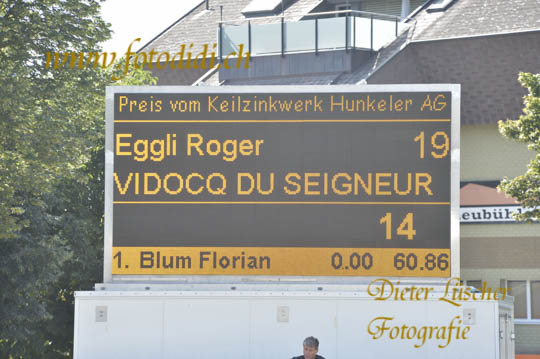 www.fotodidi.ch
Preis vom Keilzinkwerk Hunkeler AG
Eggli Roger 19
VIDOCQ DU SEIGNEUR
14
1. Blum Florian 0.00 60.86
Dieter Lüscher
Fotografie